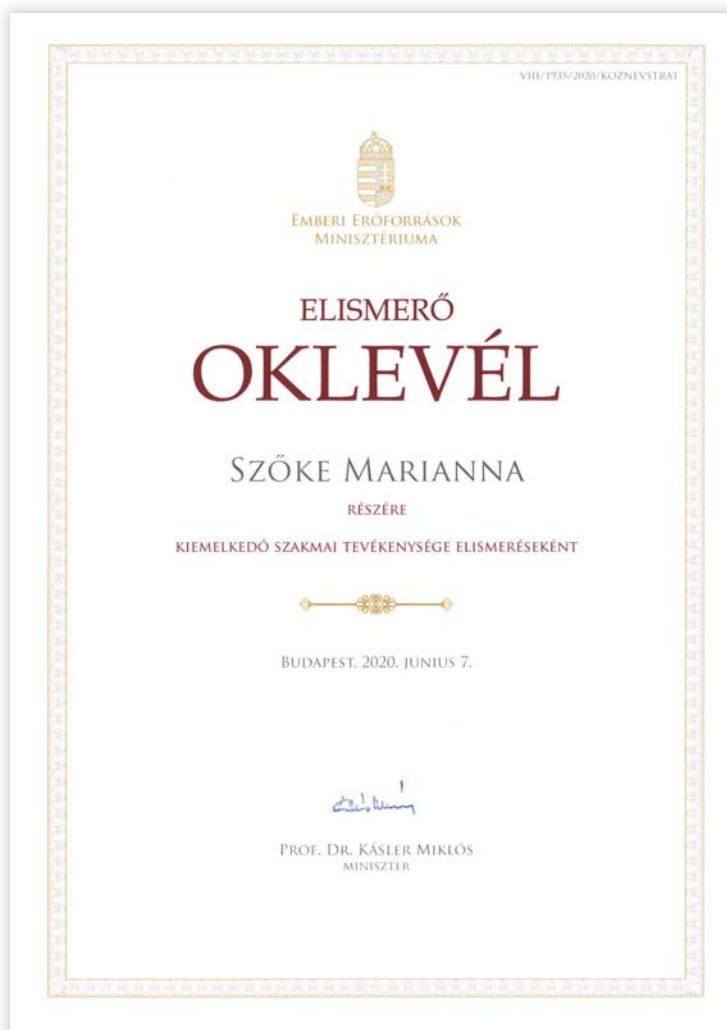 VIII/1935/2020/KOZNEVSTRAT
EMBERI ERŐFORRÁSOK
MINISZTÉRIUMA
ELISMERŐ
OKLEVÉL
SZŐKE MARIANNA
RÉSZÉRE
KIEMELKEDŐ SZAKMAI TEVÉKENYSÉGE ELISMERÉSEKÉNT
BUDAPEST, 2020. JÚNIUS 7.
PROF. DR. KÁSLER MIKLÓS
MINISZTER